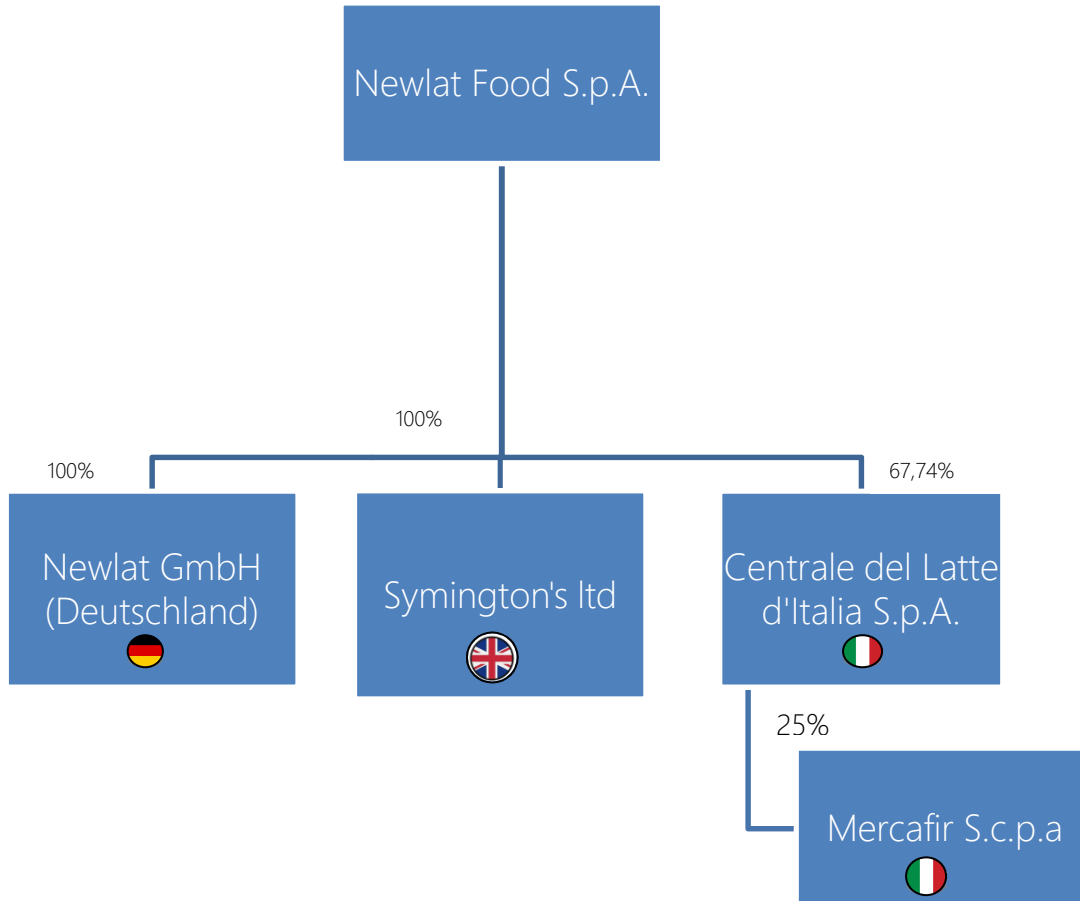 Newlat Food S.p.A.
100%
100%
67,74%
Newlat GmbH
(Deutschland)
Symington's ltd
Centrale del Latte
d'Italia S.p.A.
25%
Mercafir S.c.p.a